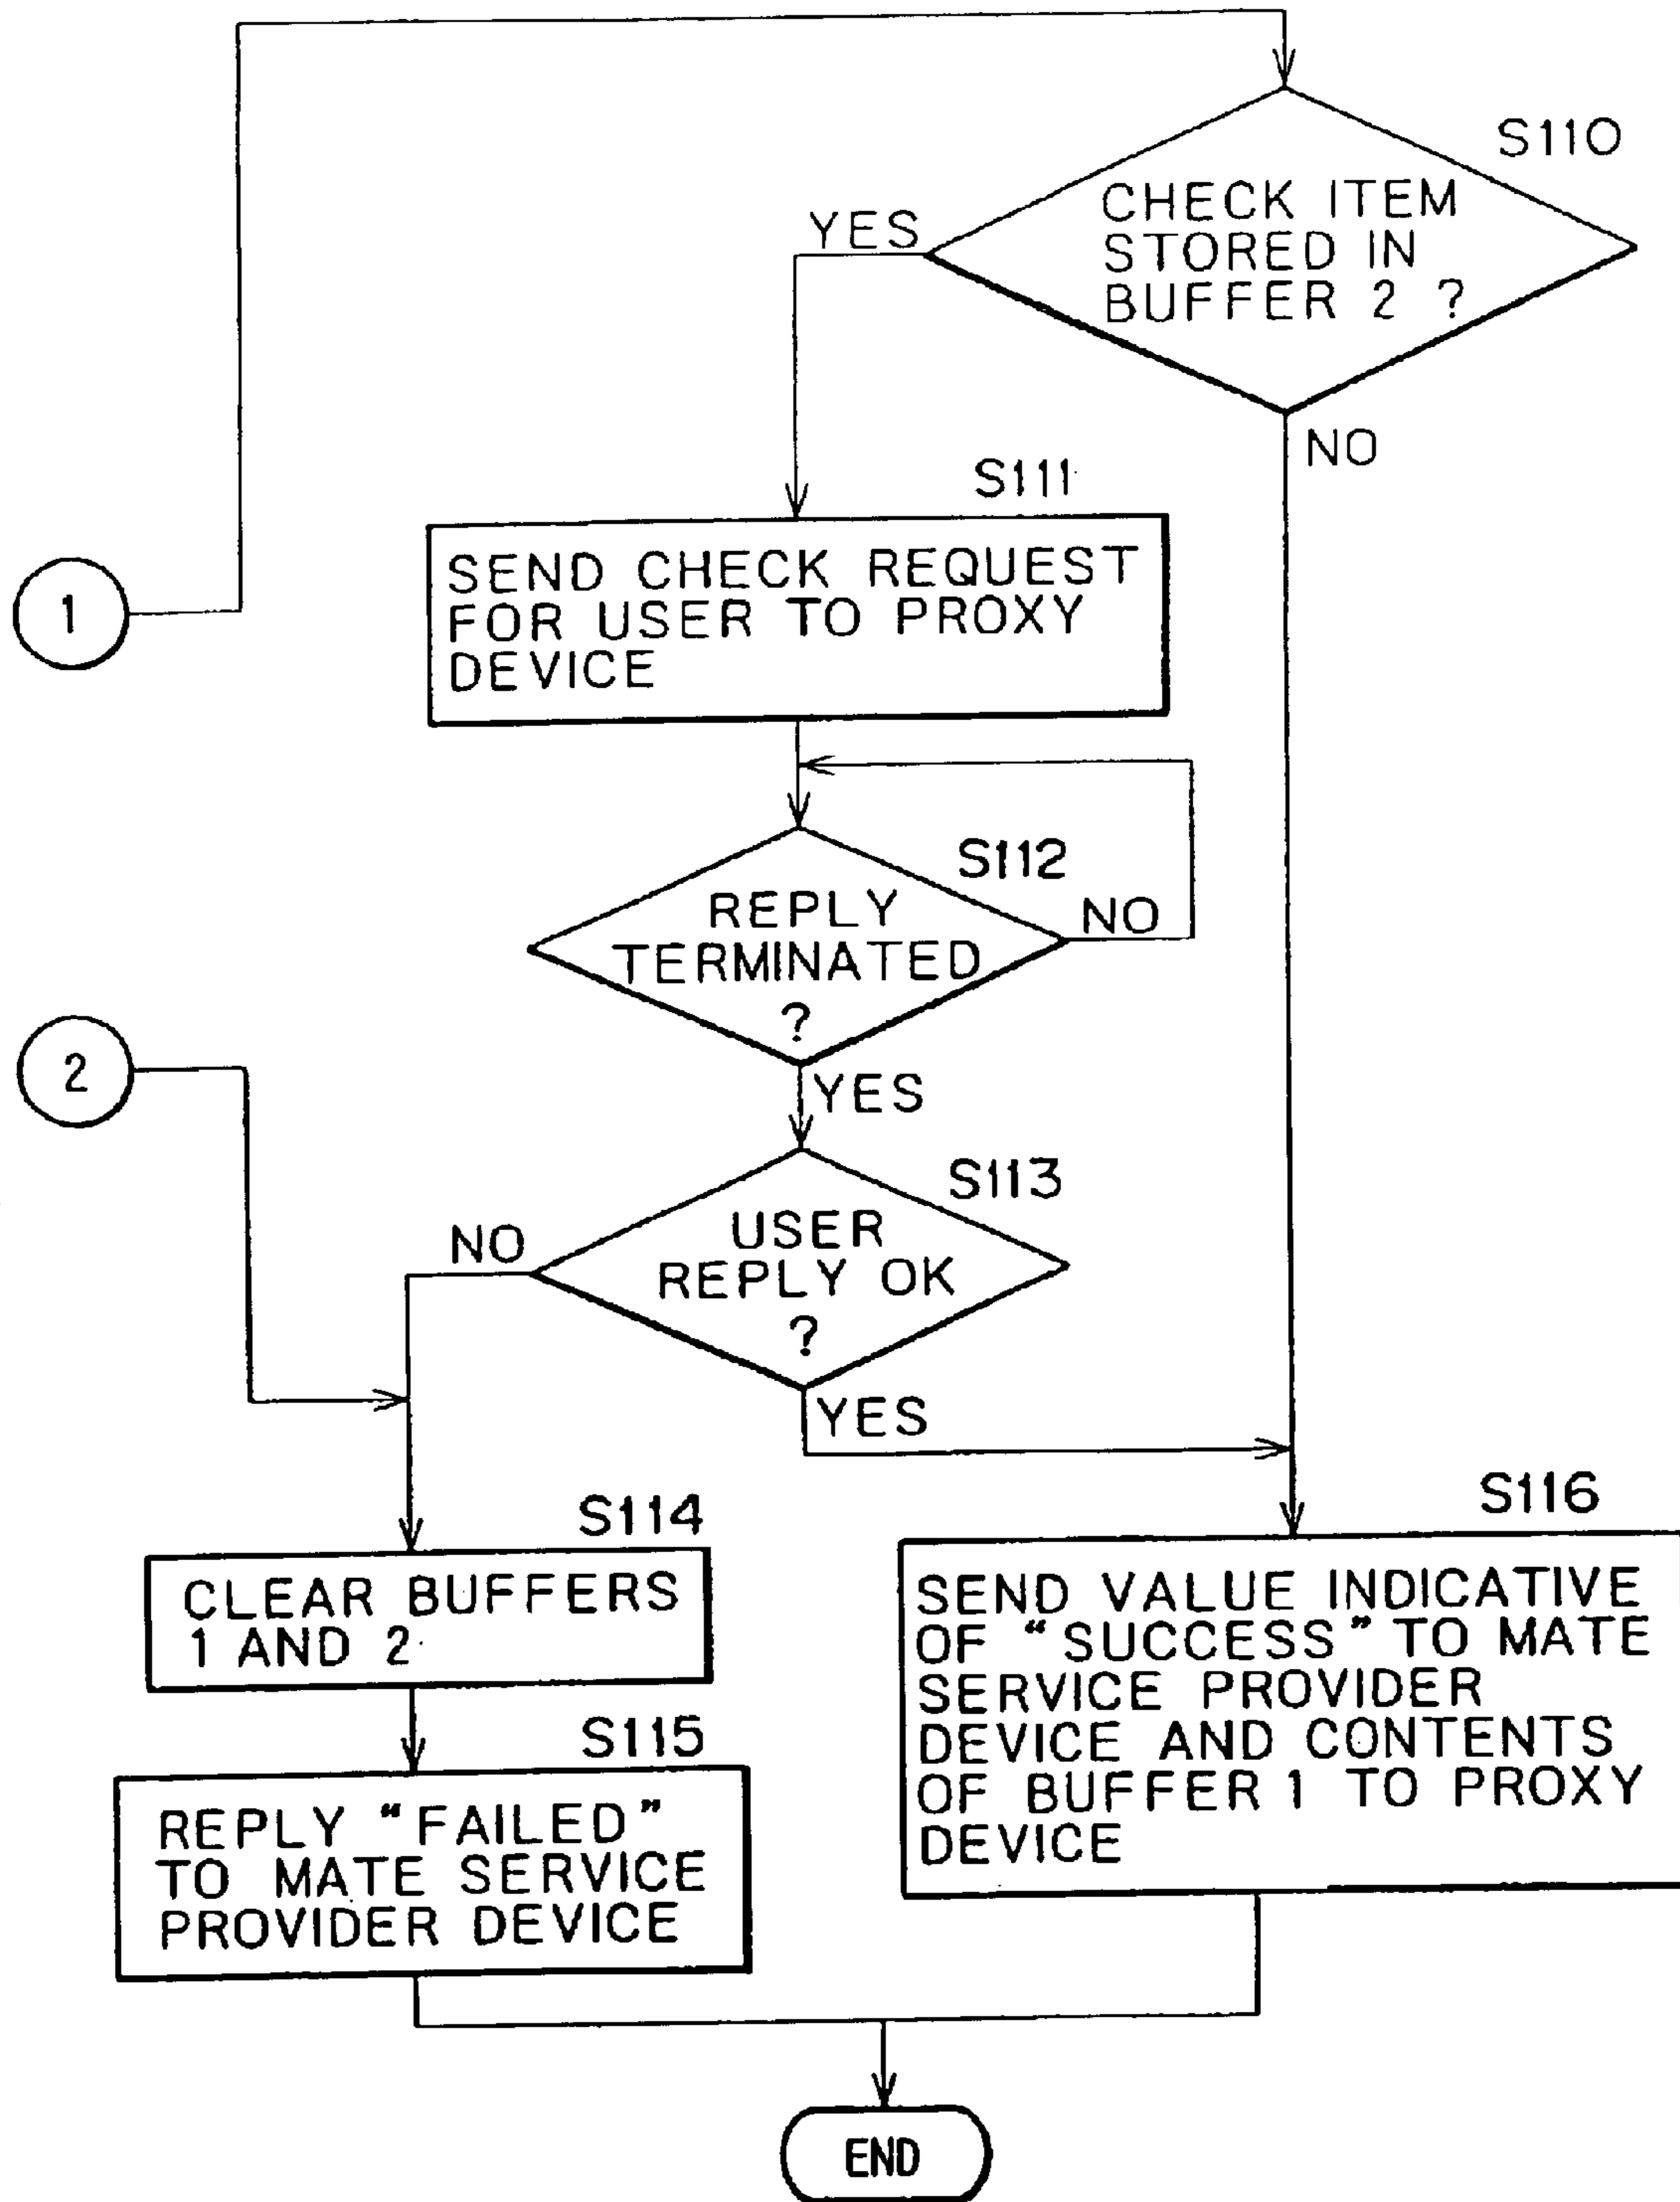 S110
CHECK ITEM
STORED IN
BUFFER 2 ?
YES
NO
S111
SEND CHECK REQUEST
FOR USER TO PROXY
DEVICE
1
S112
REPLY
TERMINATED
?
NO
YES
2
S113
USER
REPLY OK
?
NO
YES
S114
CLEAR BUFFERS
1 AND 2
S115
REPLY "FAILED"
TO MATE SERVICE
PROVIDER DEVICE
S116
SEND VALUE INDICATIVE
OF "SUCCESS" TO MATE
SERVICE PROVIDER
DEVICE AND CONTENTS
OF BUFFER 1 TO PROXY
DEVICE
END